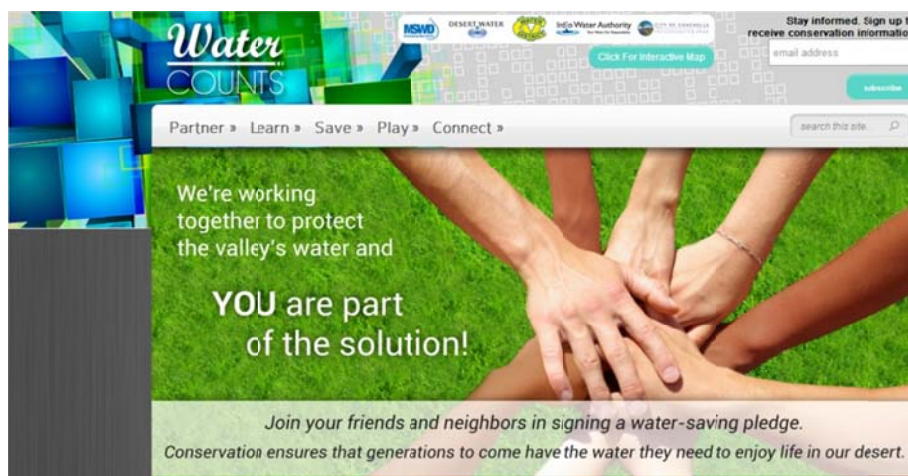 Water
COUNTS
MSWD
DESERT WATER
Indio Water Authority
CITY OF COACHELLA
Click For Interactive Map
Stay informed. Sign up t
receive conservation informatio
email address
subscribe
Partner » Learn » Save » Play » Connect »
search this site.
We're working
together to protect
the valley's water and
YOU are part
of the solution!
Join your friends and neighbors in signing a water-saving pledge.
Conservation ensures that generations to come have the water they need to enjoy life in our desert.